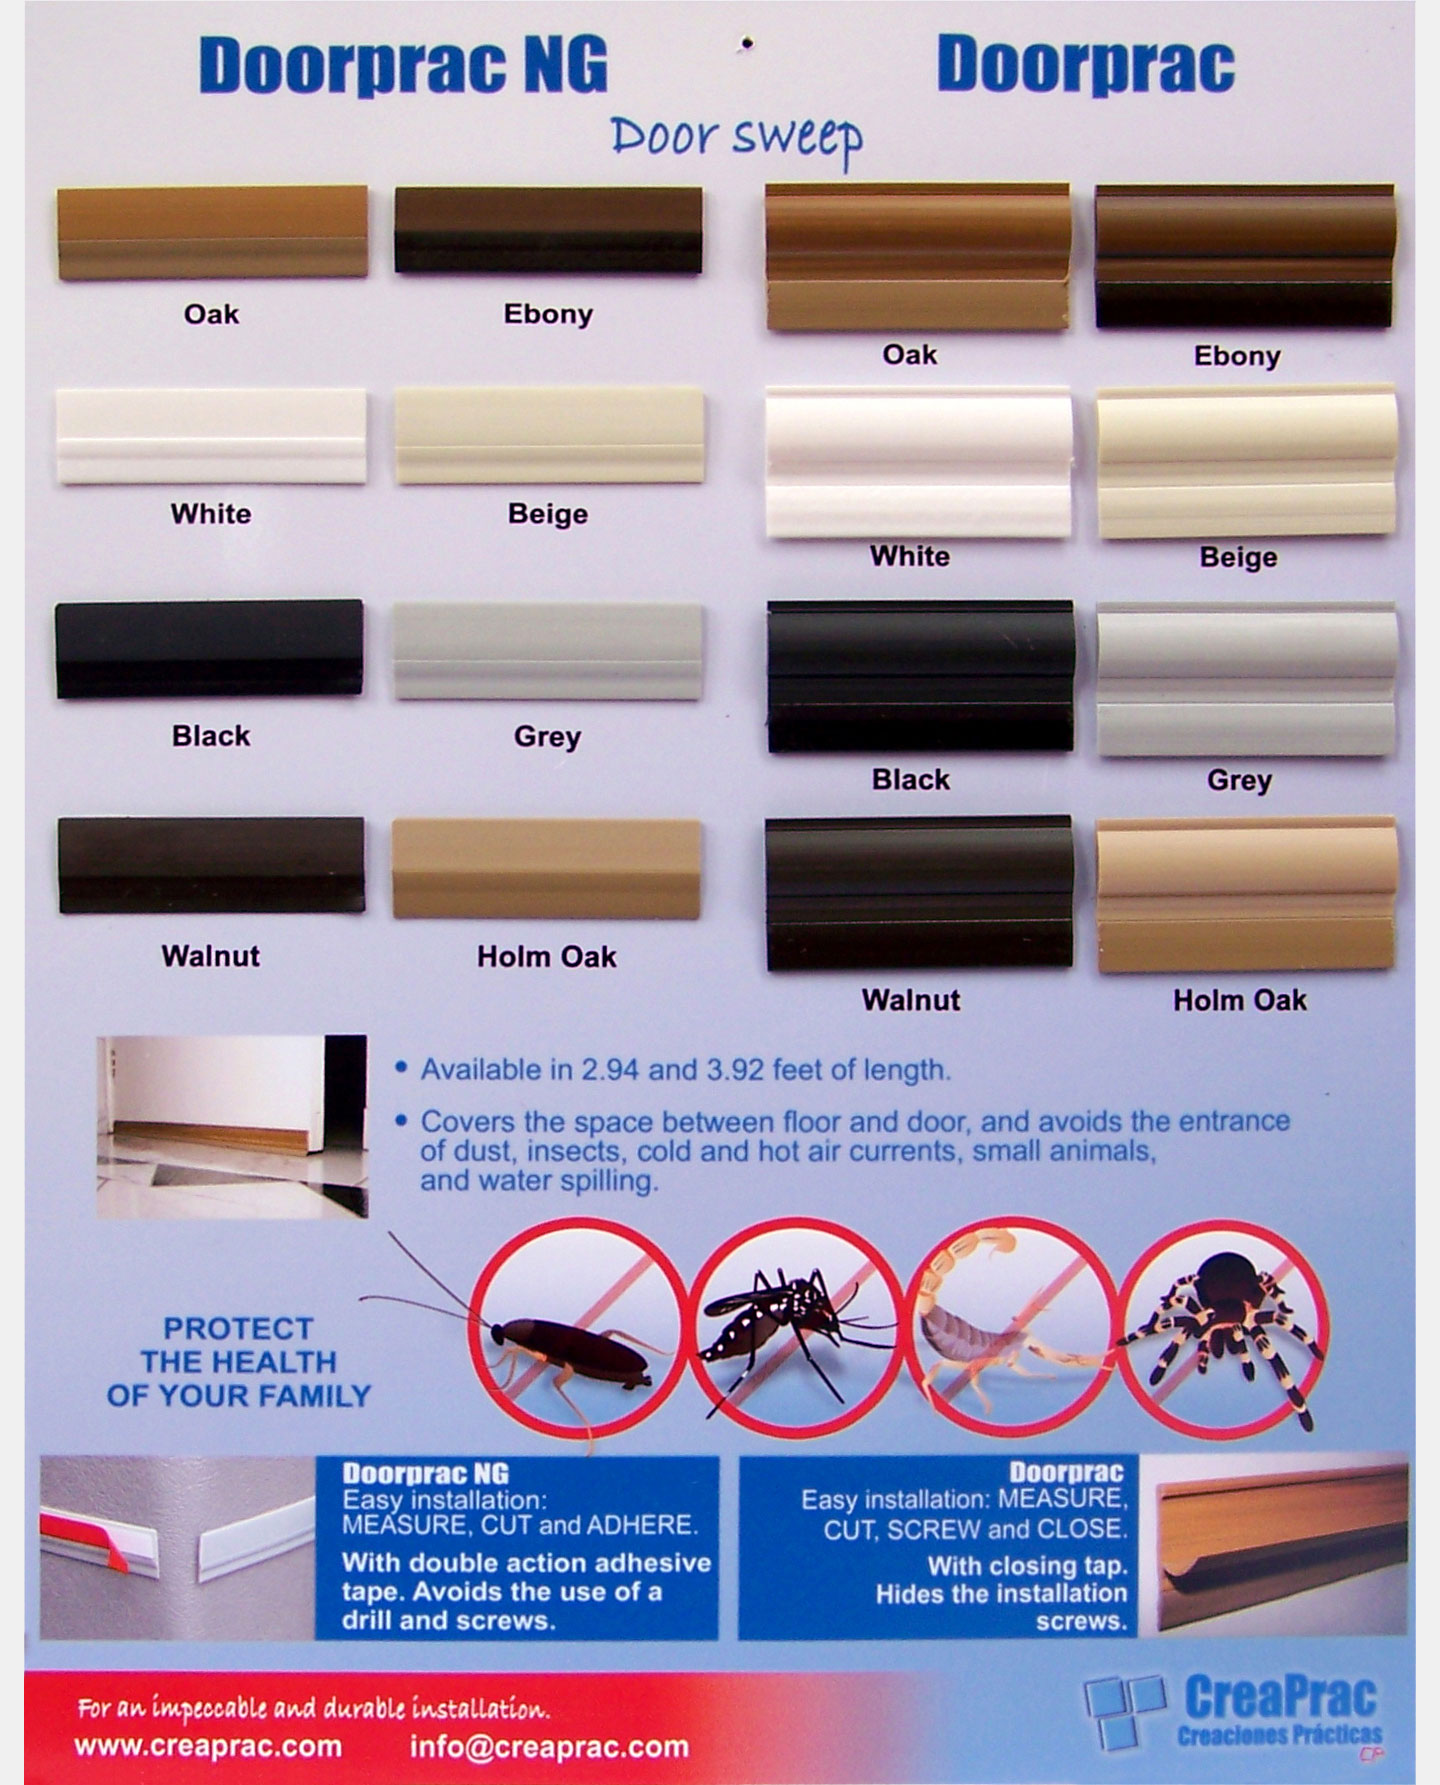 Doorprac NG
Doorprac
Door sweep
Oak
Ebony
Oak
Ebony
White
Beige
White
Beige
Black
Grey
Black
Grey
Walnut
Holm Oak
Walnut
Holm Oak
• Available in 2.94 and 3.92 feet of length.
• Covers the space between floor and door, and avoids the entrance
of dust, insects, cold and hot air currents, small animals,
and water spilling.
PROTECT
THE HEALTH
OF YOUR FAMILY
Doorprac NG
Easy installation:
MEASURE, CUT and ADHERE.
With double action adhesive
tape. Avoids the use of a
drill and screws.
Doorprac
Easy installation: MEASURE,
CUT, SCREW and CLOSE.
With closing tap.
Hides the installation
screws.
For an impeccable and durable installation.
www.creaprac.com
info@creaprac.com
CreaPrac
Creaciones Prácticas
CP